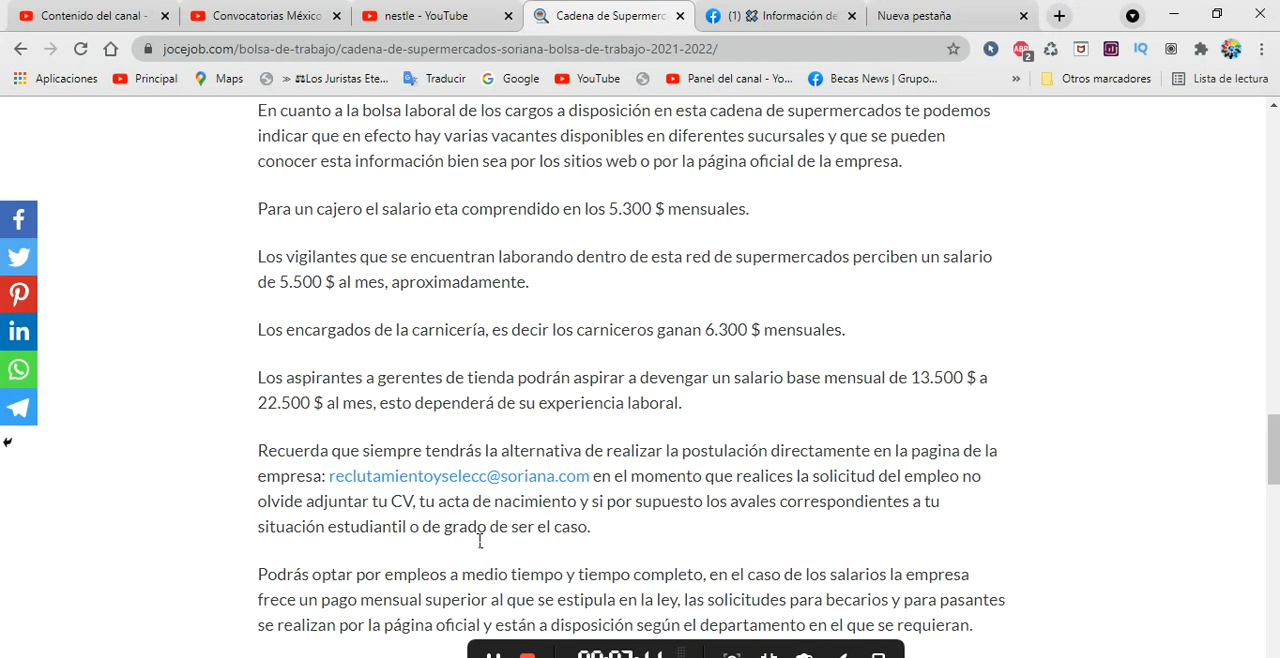 Contenido del canal -
Convocatorias México
nestle - YouTube
Cadena de Supermerc
(1) Información de
Nueva pestaña
jocejob.com/bolsa-de-trabajo/cadena-de-supermercados-soriana-bolsa-de-trabajo-2021-2022/
ABP
2
IQ
Aplicaciones
Principal
Maps
» ⚖Los Juristas Ete...
Traducir
Google
YouTube
Panel del canal - Yo...
Becas News | Grupo...
»
Otros marcadores
Lista de lectura
En cuanto a la bolsa laboral de los cargos a disposición en esta cadena de supermercados te podemos
indicar que en efecto hay varias vacantes disponibles en diferentes sucursales y que se pueden
conocer esta información bien sea por los sitios web o por la página oficial de la empresa.
Para un cajero el salario eta comprendido en los 5.300 $ mensuales.
Los vigilantes que se encuentran laborando dentro de esta red de supermercados perciben un salario
de 5.500 $ al mes, aproximadamente.
Los encargados de la carnicería, es decir los carniceros ganan 6.300 $ mensuales.
Los aspirantes a gerentes de tienda podrán aspirar a devengar un salario base mensual de 13.500 $ a
22.500 $ al mes, esto dependerá de su experiencia laboral.
Recuerda que siempre tendrás la alternativa de realizar la postulación directamente en la pagina de la
empresa: reclutamientoyselecc@soriana.com en el momento que realices la solicitud del empleo no
olvide adjuntar tu CV, tu acta de nacimiento y si por supuesto los avales correspondientes a tu
situación estudiantil o de grado de ser el caso.
Podrás optar por empleos a medio tiempo y tiempo completo, en el caso de los salarios la empresa
frece un pago mensual superior al que se estipula en la ley, las solicitudes para becarios y para pasantes
se realizan por la página oficial y están a disposición según el departamento en el que se requieran.